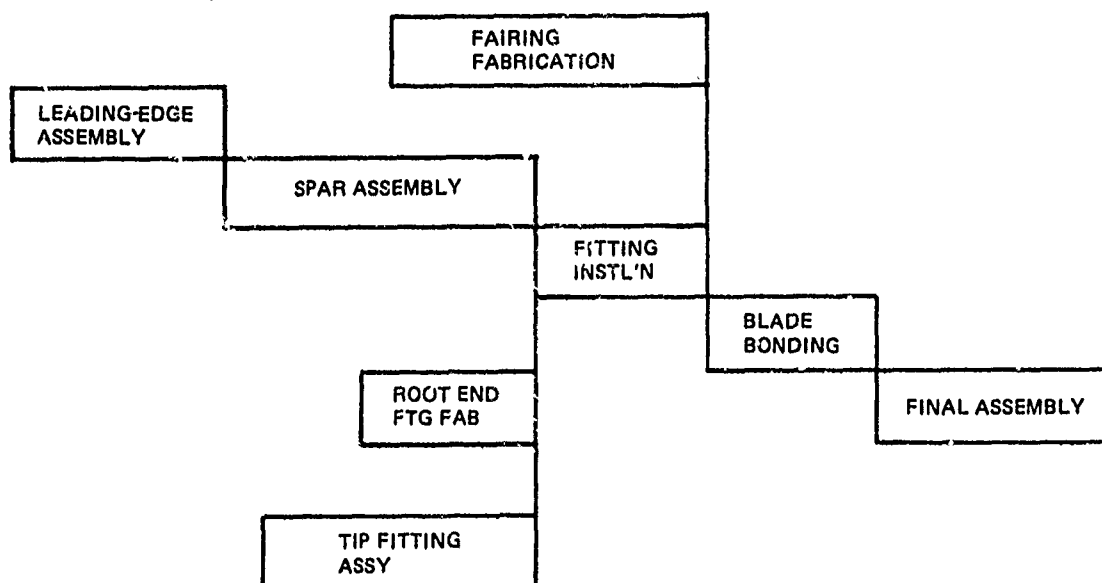 FAIRING
FABRICATION
LEADING-EDGE
ASSEMBLY
SPAR ASSEMBLY
FITTING
INSTL'N
BLADE
BONDING
ROOT END
FTG FAB
FINAL ASSEMBLY
TIP FITTING
ASSY